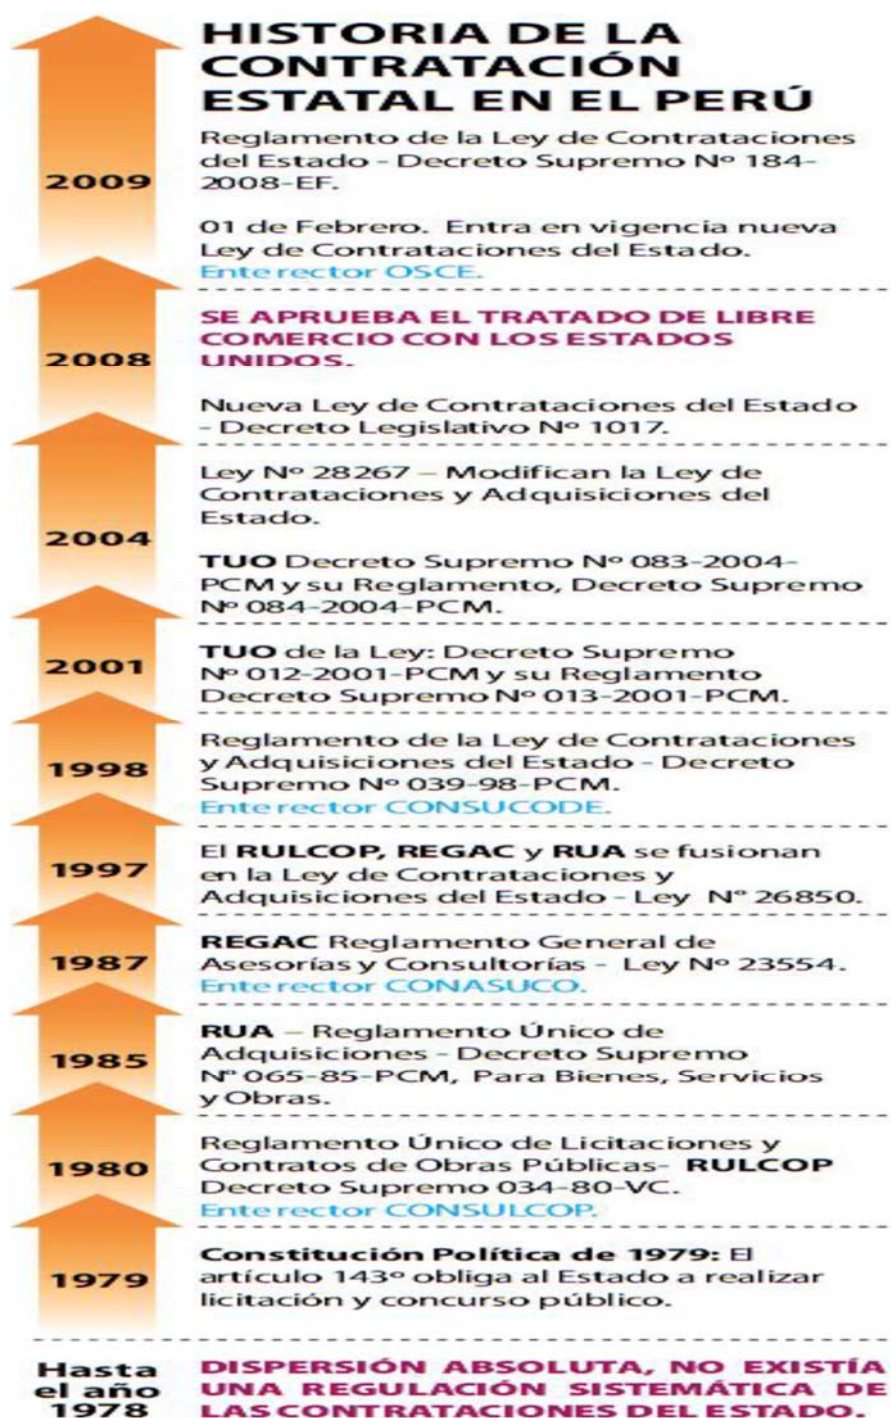 HISTORIA DE LA
CONTRATACIÓN
ESTATAL EN EL PERÚ
2009
Reglamento de la Ley de Contrataciones
del Estado - Decreto Supremo Nº 184-
2008-EF.
01 de Febrero. Entra en vigencia nueva
Ley de Contrataciones del Estado.
Ente rector OSCE.
2008
SE APRUEBA EL TRATADO DE LIBRE
COMERCIO CON LOS ESTADOS
UNIDOS.
Nueva Ley de Contrataciones del Estado
- Decreto Legislativo Nº 1017.
2004
Ley Nº 28267 – Modifican la Ley de
Contrataciones y Adquisiciones del
Estado.
TUO Decreto Supremo Nº 083-2004-
PCM y su Reglamento, Decreto Supremo
Nº 084-2004-PCM.
2001
TUO de la Ley: Decreto Supremo
Nº 012-2001-PCM y su Reglamento
Decreto Supremo Nº 013-2001-PCM.
1998
Reglamento de la Ley de Contrataciones
y Adquisiciones del Estado - Decreto
Supremo Nº 039-98-PCM.
Ente rector CONSUCODE.
1997
El RULCOP, REGAC y RUA se fusionan
en la Ley de Contrataciones y
Adquisiciones del Estado - Ley N° 26850.
1987
REGAC Reglamento General de
Asesorías y Consultorías - Ley Nº 23554.
Ente rector CONASUCO.
1985
RUA – Reglamento Único de
Adquisiciones - Decreto Supremo
N° 065-85-PCM, Para Bienes, Servicios
y Obras.
1980
Reglamento Único de Licitaciones y
Contratos de Obras Públicas- RULCOP
Decreto Supremo 034-80-VC.
Ente rector CONSULCOP.
1979
Constitución Política de 1979: El
artículo 143º obliga al Estado a realizar
licitación y concurso público.
Hasta
el año
1978
DISPERSIÓN ABSOLUTA, NO EXISTÍA
UNA REGULACIÓN SISTEMÁTICA DE
LAS CONTRATACIONES DEL ESTADO.